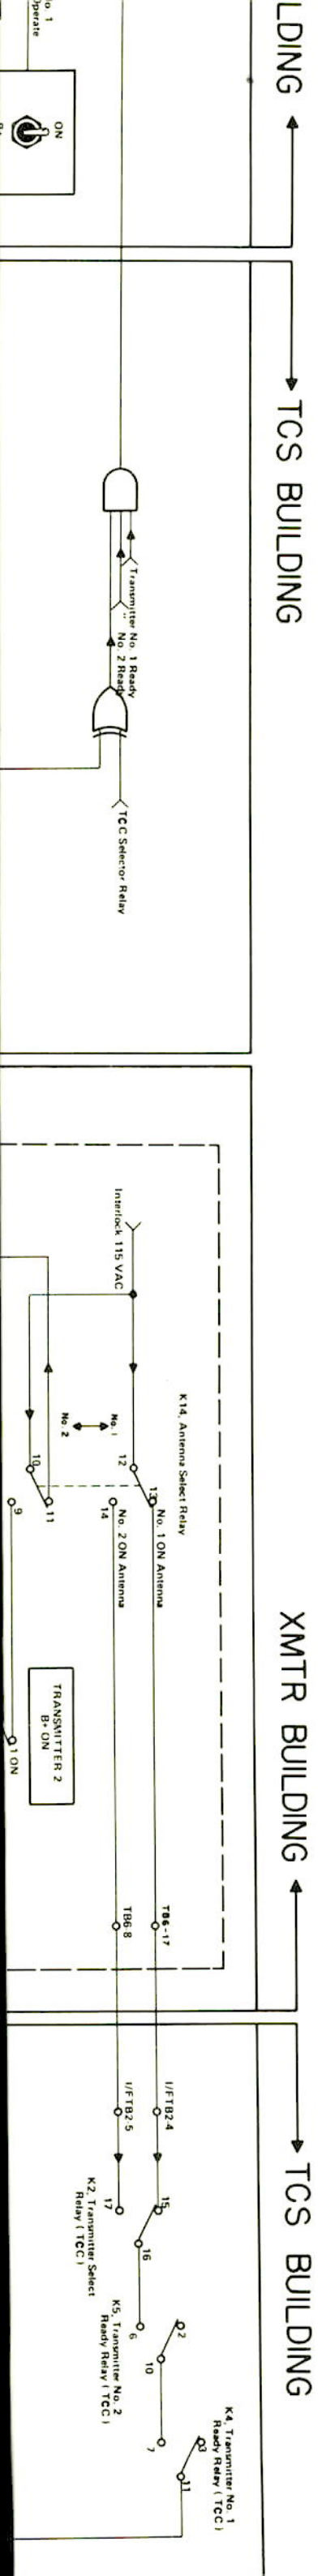 LDING
TCS BUILDING
XMTR BUILDING
TCS BUILDING
No. 1
Operate
ON
Transmitter No. 1 Ready
" No. 2 Ready
TCC Selector Relay
Interlock 115 VAC
K14, Antenna Select Relay
No. 1
No. 2
12
13
No. 1 ON Antenna
14
No. 2 ON Antenna
10
11
9
TRANSMITTER 2
B+ ON
1 ON
TB6-17
TB6-8
I/FTB2-4
I/FTB2-5
15
17
16
K2, Transmitter Select
Relay (TCC)
2
6
10
K5, Transmitter No. 2
Ready Relay (TCC)
7
3
11
K4, Transmitter No. 1
Ready Relay (TCC)